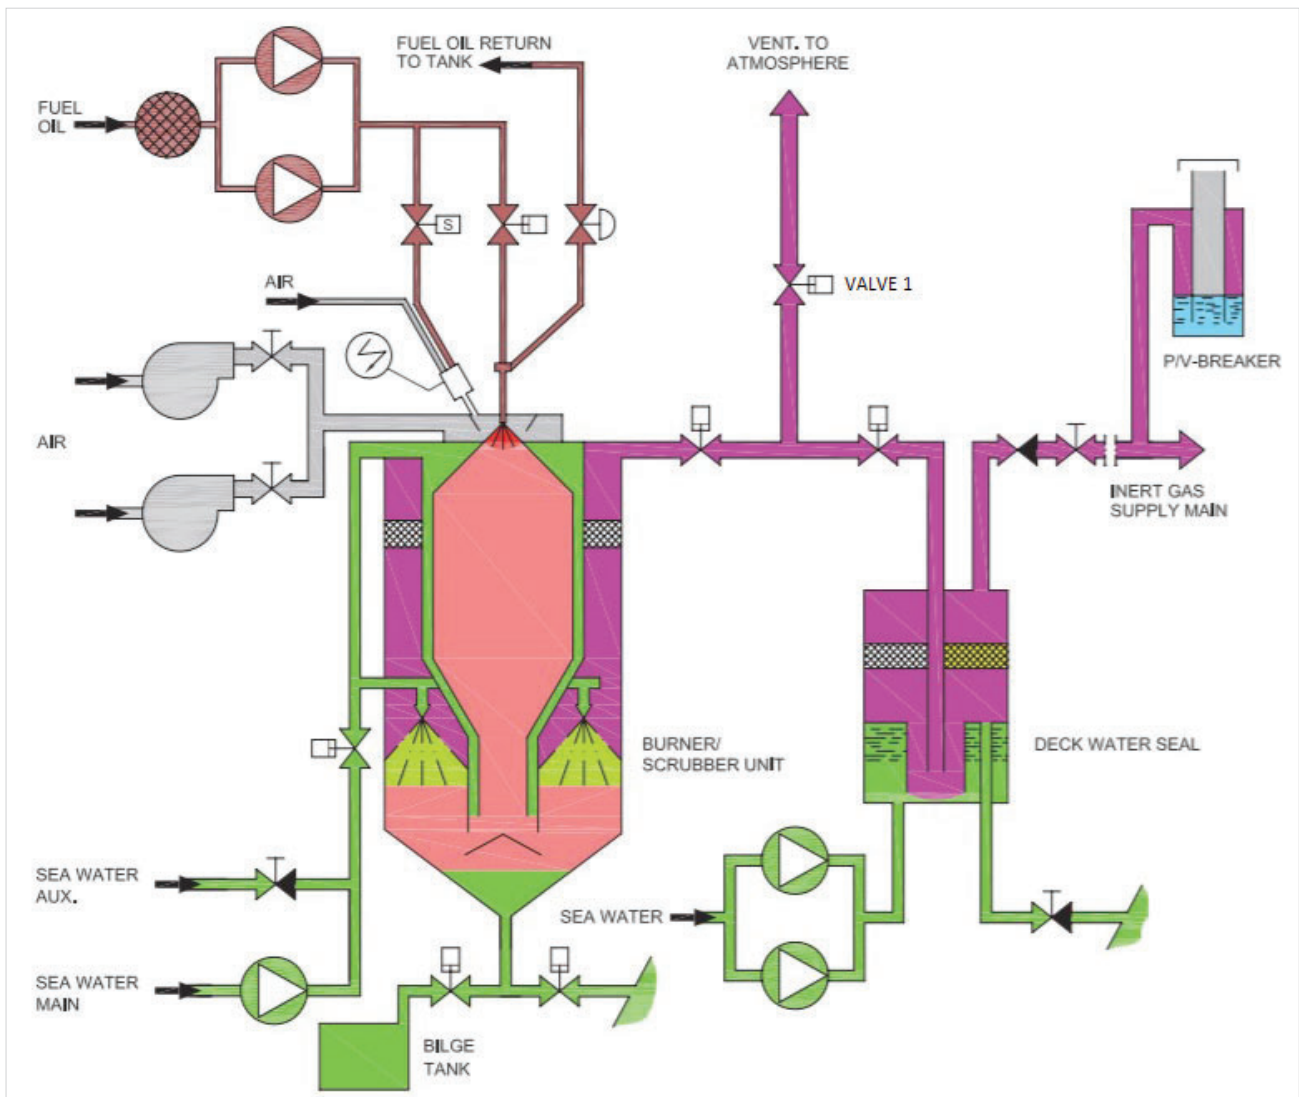 FUEL OIL RETURN
TO TANK
VENT. TO
ATMOSPHERE
FUEL
OIL
S
AIR
VALVE 1
P/V-BREAKER
AIR
INERT GAS
SUPPLY MAIN
BURNER/
SCRUBBER UNIT
DECK WATER SEAL
SEA WATER
AUX.
SEA WATER
SEA WATER
MAIN
BILGE
TANK